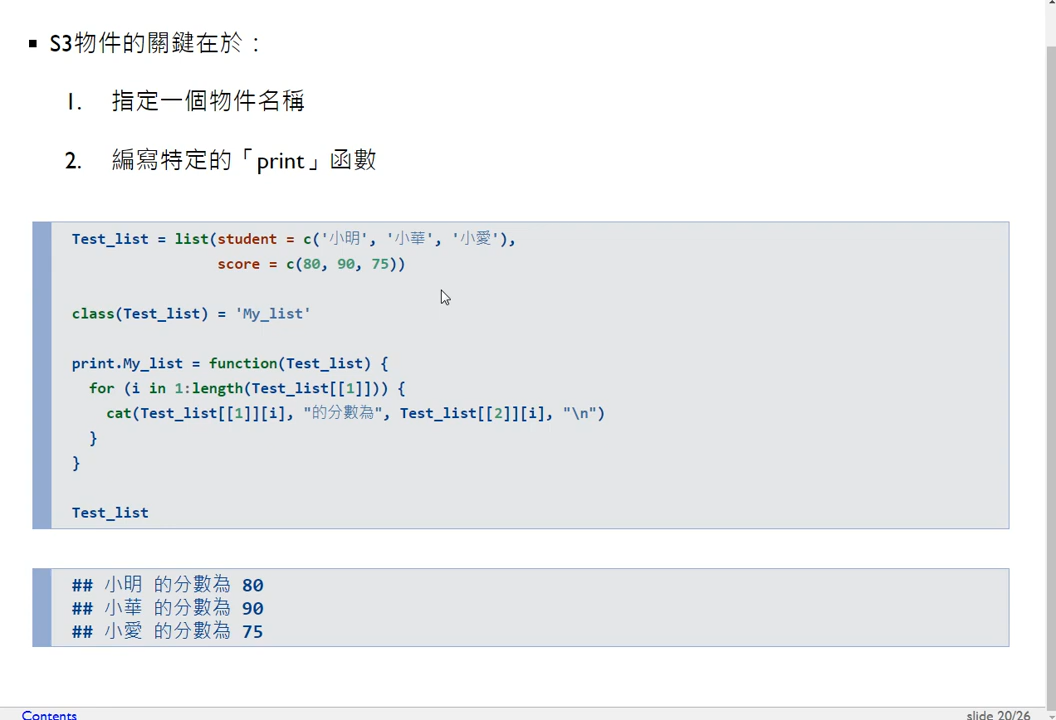 ▪ S3物件的關鍵在於：
1. 指定一個物件名稱
2. 編寫特定的「print」函數
Test_list = list(student = c('小明', '小華', '小愛'),
                 score = c(80, 90, 75))
class(Test_list) = 'My_list'
print.My_list = function(Test_list) {
  for (i in 1:length(Test_list[[1]])) {
    cat(Test_list[[1]][i], "的分數為", Test_list[[2]][i], "\n")
  }
}
Test_list
## 小明 的分數為 80
## 小華 的分數為 90
## 小愛 的分數為 75
Contents
slide 20/26